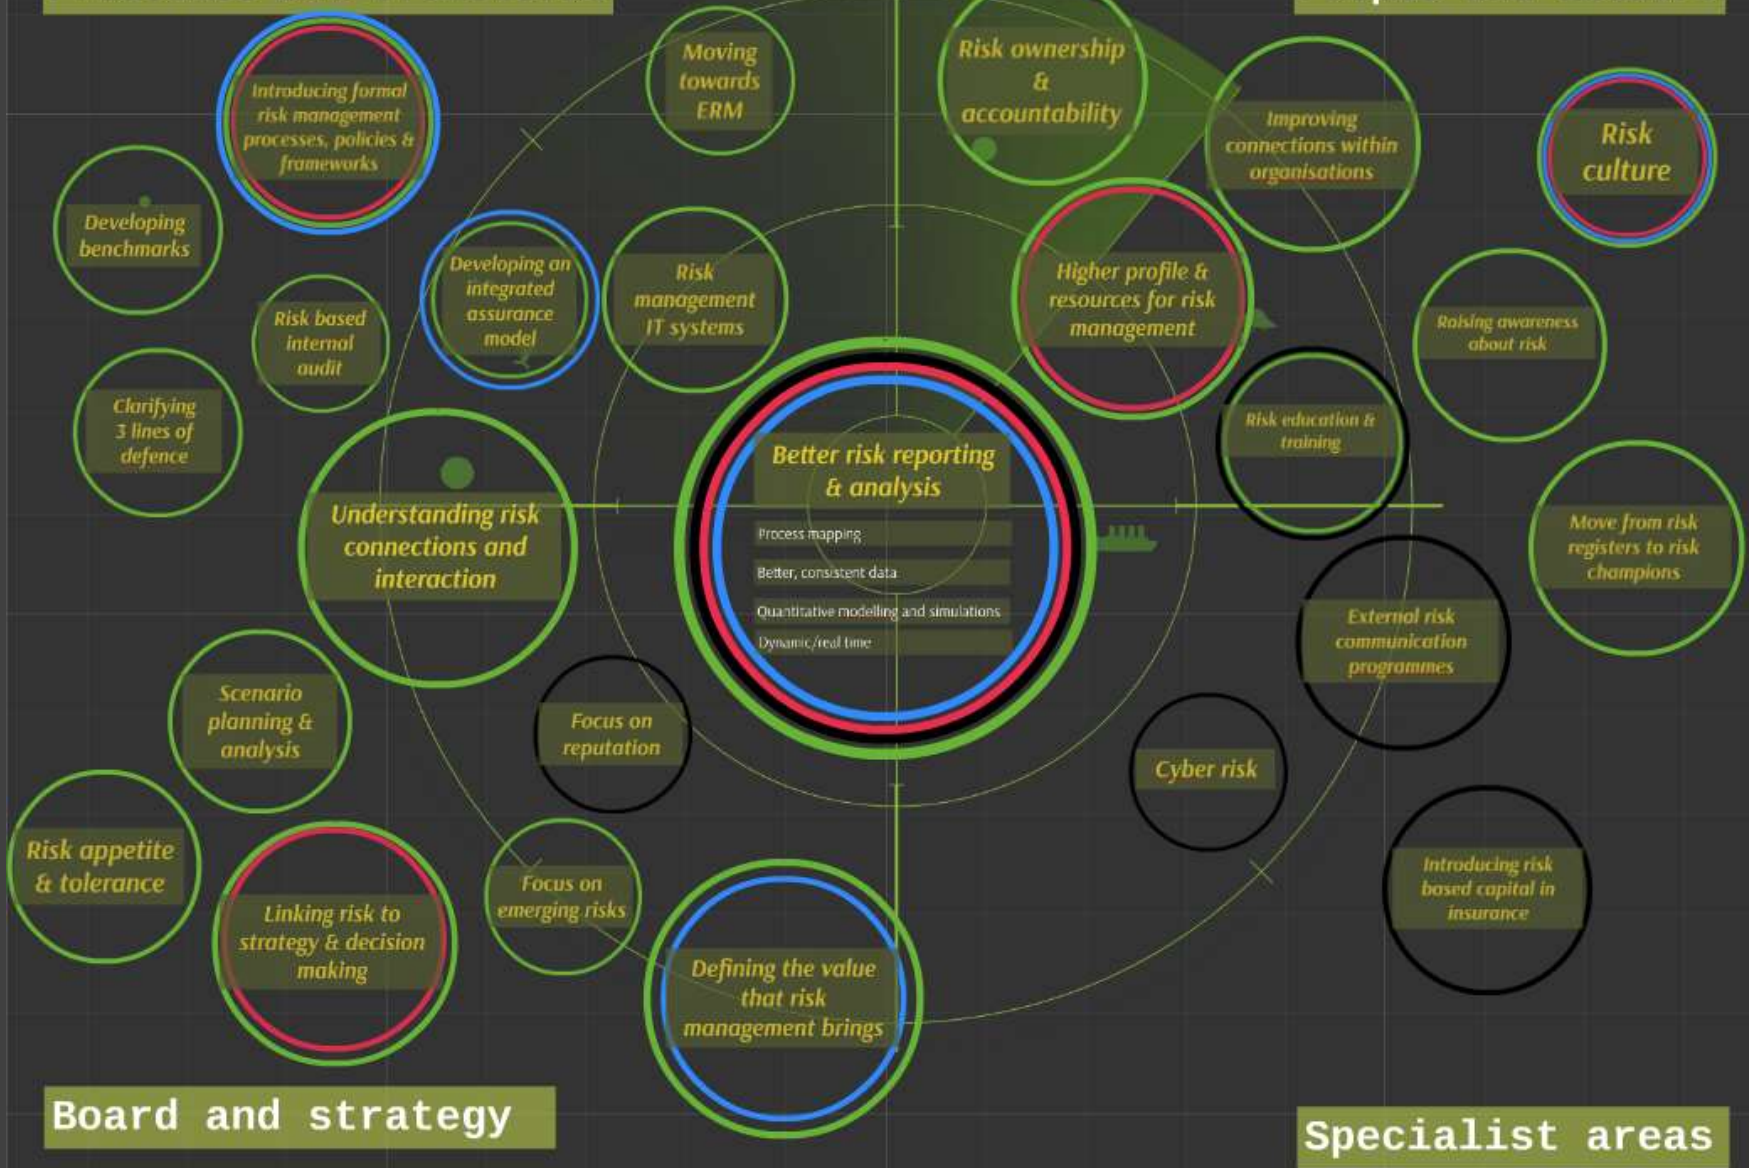 Moving
towards
ERM
Risk ownership
&
accountability
Introducing formal
risk management
processes, policies &
frameworks
Improving
connections within
organisations
Risk
culture
Developing
benchmarks
Developing an
integrated
assurance
model
Risk
management
IT systems
Higher profile &
resources for risk
management
Risk based
internal
audit
Raising awareness
about risk
Clarifying
3 lines of
defence
Risk education &
training
Understanding risk
connections and
interaction
Better risk reporting
& analysis
Process mapping
Better, consistent data
Quantitative modelling and simulations
Dynamic/real time
Move from risk
registers to risk
champions
External risk
communication
programmes
Scenario
planning &
analysis
Focus on
reputation
Cyber risk
Risk appetite
& tolerance
Linking risk to
strategy & decision
making
Focus on
emerging risks
Defining the value
that risk
management brings
Introducing risk
based capital in
insurance
Board and strategy
Specialist areas